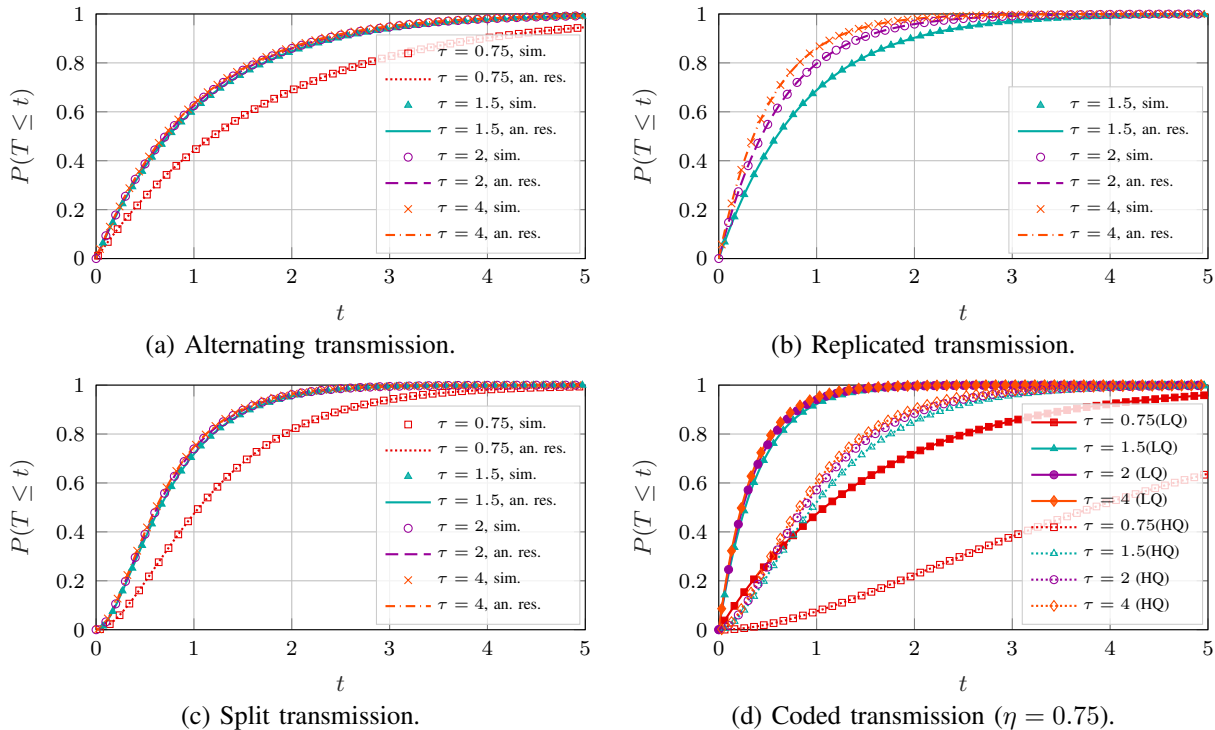 1
0.8
0.6
0.4
0.2
0
P(T ≤ t)
0 1 2 3 4 5
t
τ = 0.75, sim.
τ = 0.75, an. res.
τ = 1.5, sim.
τ = 1.5, an. res.
τ = 2, sim.
τ = 2, an. res.
τ = 4, sim.
τ = 4, an. res.
(a) Alternating transmission.
1
0.8
0.6
0.4
0.2
0
P(T ≤ t)
0 1 2 3 4 5
t
τ = 1.5, sim.
τ = 1.5, an. res.
τ = 2, sim.
τ = 2, an. res.
τ = 4, sim.
τ = 4, an. res.
(b) Replicated transmission.
1
0.8
0.6
0.4
0.2
0
P(T ≤ t)
0 1 2 3 4 5
t
τ = 0.75, sim.
τ = 0.75, an. res.
τ = 1.5, sim.
τ = 1.5, an. res.
τ = 2, sim.
τ = 2, an. res.
τ = 4, sim.
τ = 4, an. res.
(c) Split transmission.
1
0.8
0.6
0.4
0.2
0
P(T ≤ t)
0 1 2 3 4 5
t
τ = 0.75(LQ)
τ = 1.5(LQ)
τ = 2 (LQ)
τ = 4 (LQ)
τ = 0.75(HQ)
τ = 1.5(HQ)
τ = 2 (HQ)
τ = 4 (HQ)
(d) Coded transmission (η = 0.75).